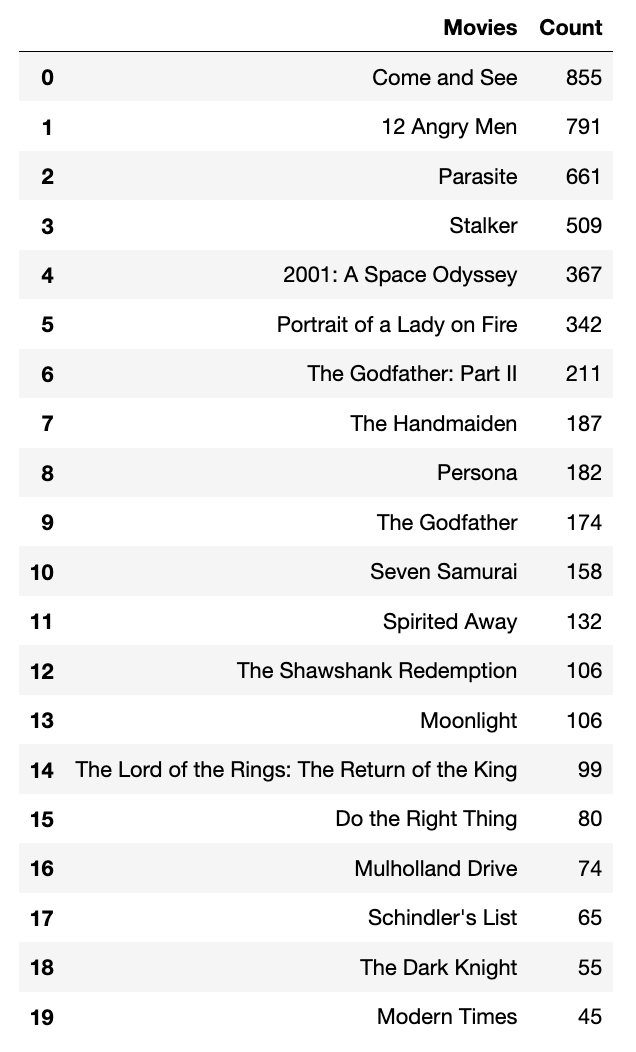 Movies Count
0 Come and See 855
1 12 Angry Men 791
2 Parasite 661
3 Stalker 509
4 2001: A Space Odyssey 367
5 Portrait of a Lady on Fire 342
6 The Godfather: Part II 211
7 The Handmaiden 187
8 Persona 182
9 The Godfather 174
10 Seven Samurai 158
11 Spirited Away 132
12 The Shawshank Redemption 106
13 Moonlight 106
14 The Lord of the Rings: The Return of the King 99
15 Do the Right Thing 80
16 Mulholland Drive 74
17 Schindler's List 65
18 The Dark Knight 55
19 Modern Times 45